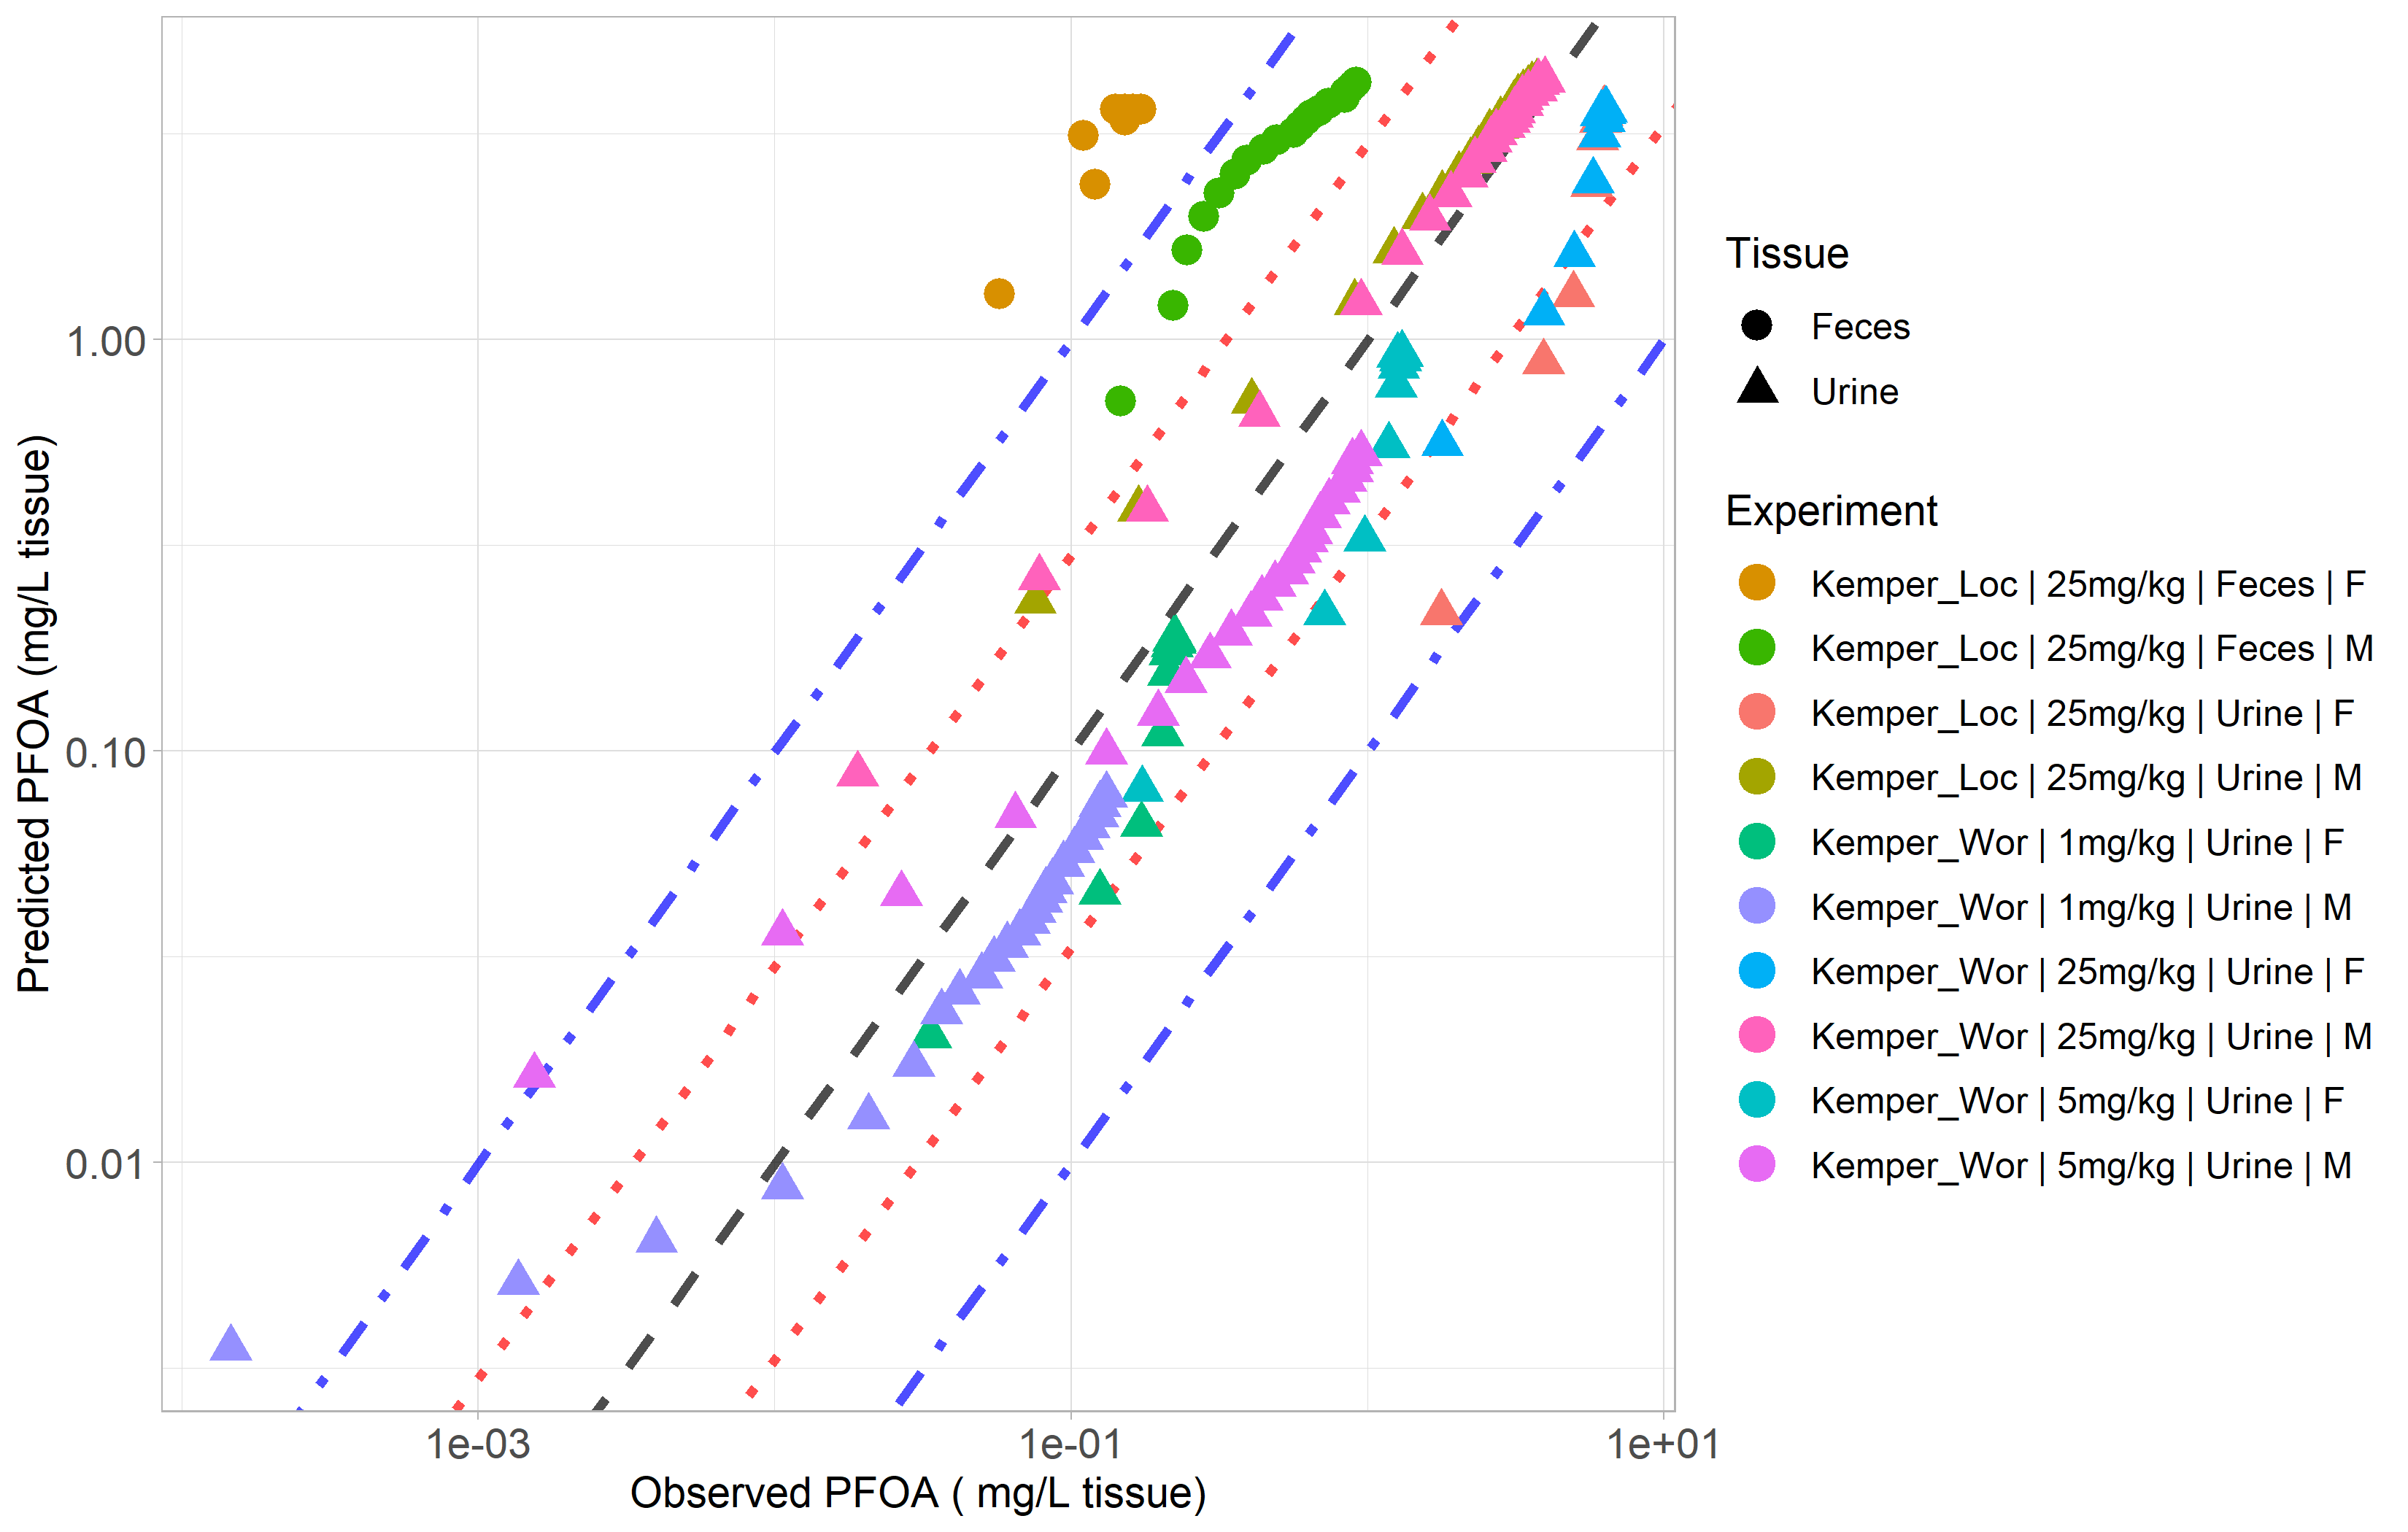 Predicted PFOA (mg/L tissue)
1.00
0.10
0.01
1e-03
1e-01
1e+01
Observed PFOA ( mg/L tissue)
Tissue
Feces
Urine
Experiment
Kemper_Loc | 25mg/kg | Feces | F
Kemper_Loc | 25mg/kg | Feces | M
Kemper_Loc | 25mg/kg | Urine | F
Kemper_Loc | 25mg/kg | Urine | M
Kemper_Wor | 1mg/kg | Urine | F
Kemper_Wor | 1mg/kg | Urine | M
Kemper_Wor | 25mg/kg | Urine | F
Kemper_Wor | 25mg/kg | Urine | M
Kemper_Wor | 5mg/kg | Urine | F
Kemper_Wor | 5mg/kg | Urine | M